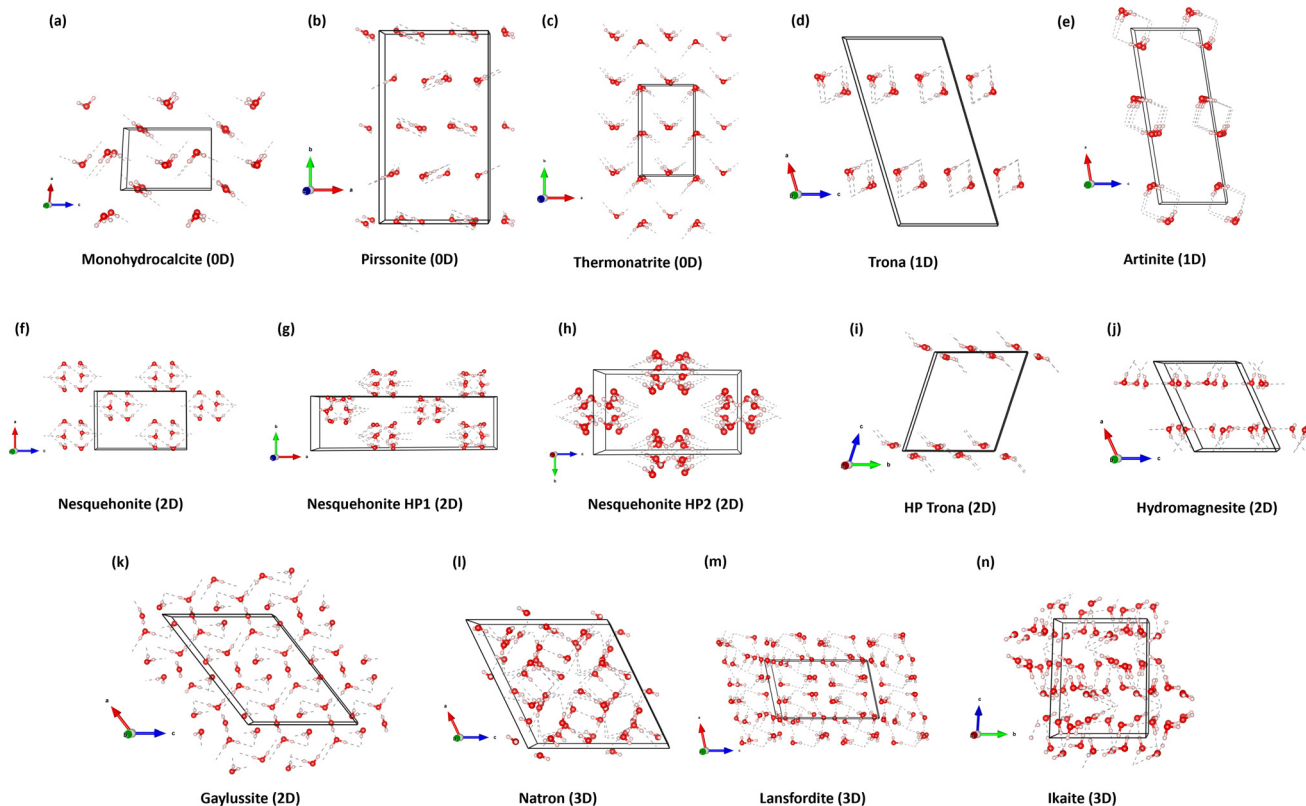 (a)
(b)
(c)
(d)
(e)
b
a
c
b
a
a
c
c
Monohydrocalcite (0D)
Pirssonite (0D)
Thermonatrite (0D)
Trona (1D)
Artinite (1D)
(f)
(g)
(h)
(i)
(j)
c
b
b
c
b
a
c
Nesquehonite (2D)
Nesquehonite HP1 (2D)
Nesquehonite HP2 (2D)
HP Trona (2D)
Hydromagnesite (2D)
(k)
(l)
(m)
(n)
a
c
a
c
c
b
Gaylussite (2D)
Natron (3D)
Lansfordite (3D)
Ikaite (3D)